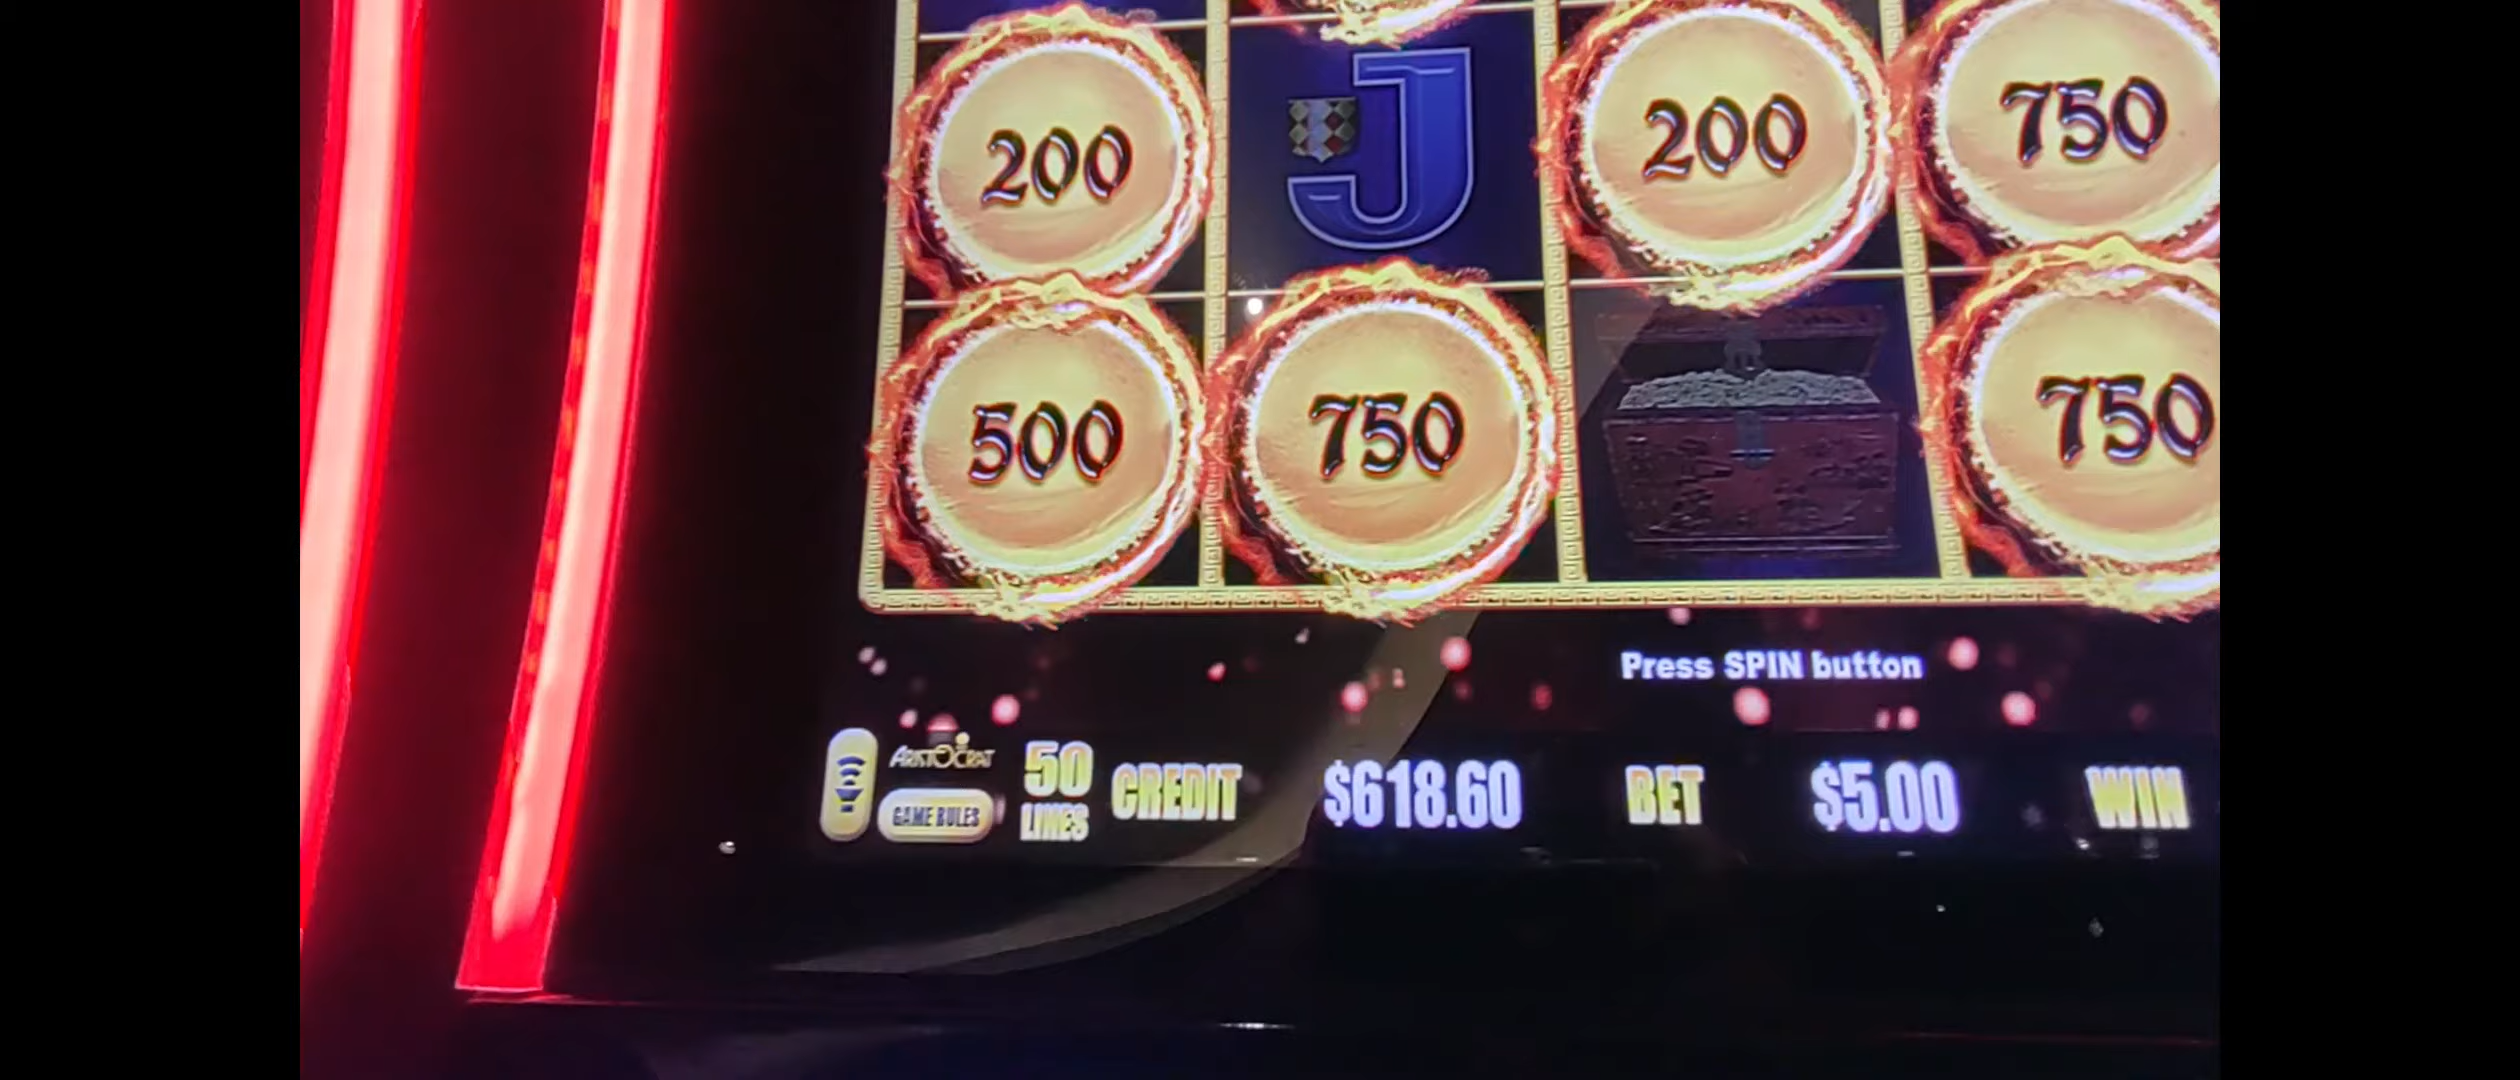 200
J
200
750
500
750
750
Press SPIN button
ARISTOCRAT
GAME RULES
50
LINES
CREDIT
$618.60
BET
$5.00
WIN